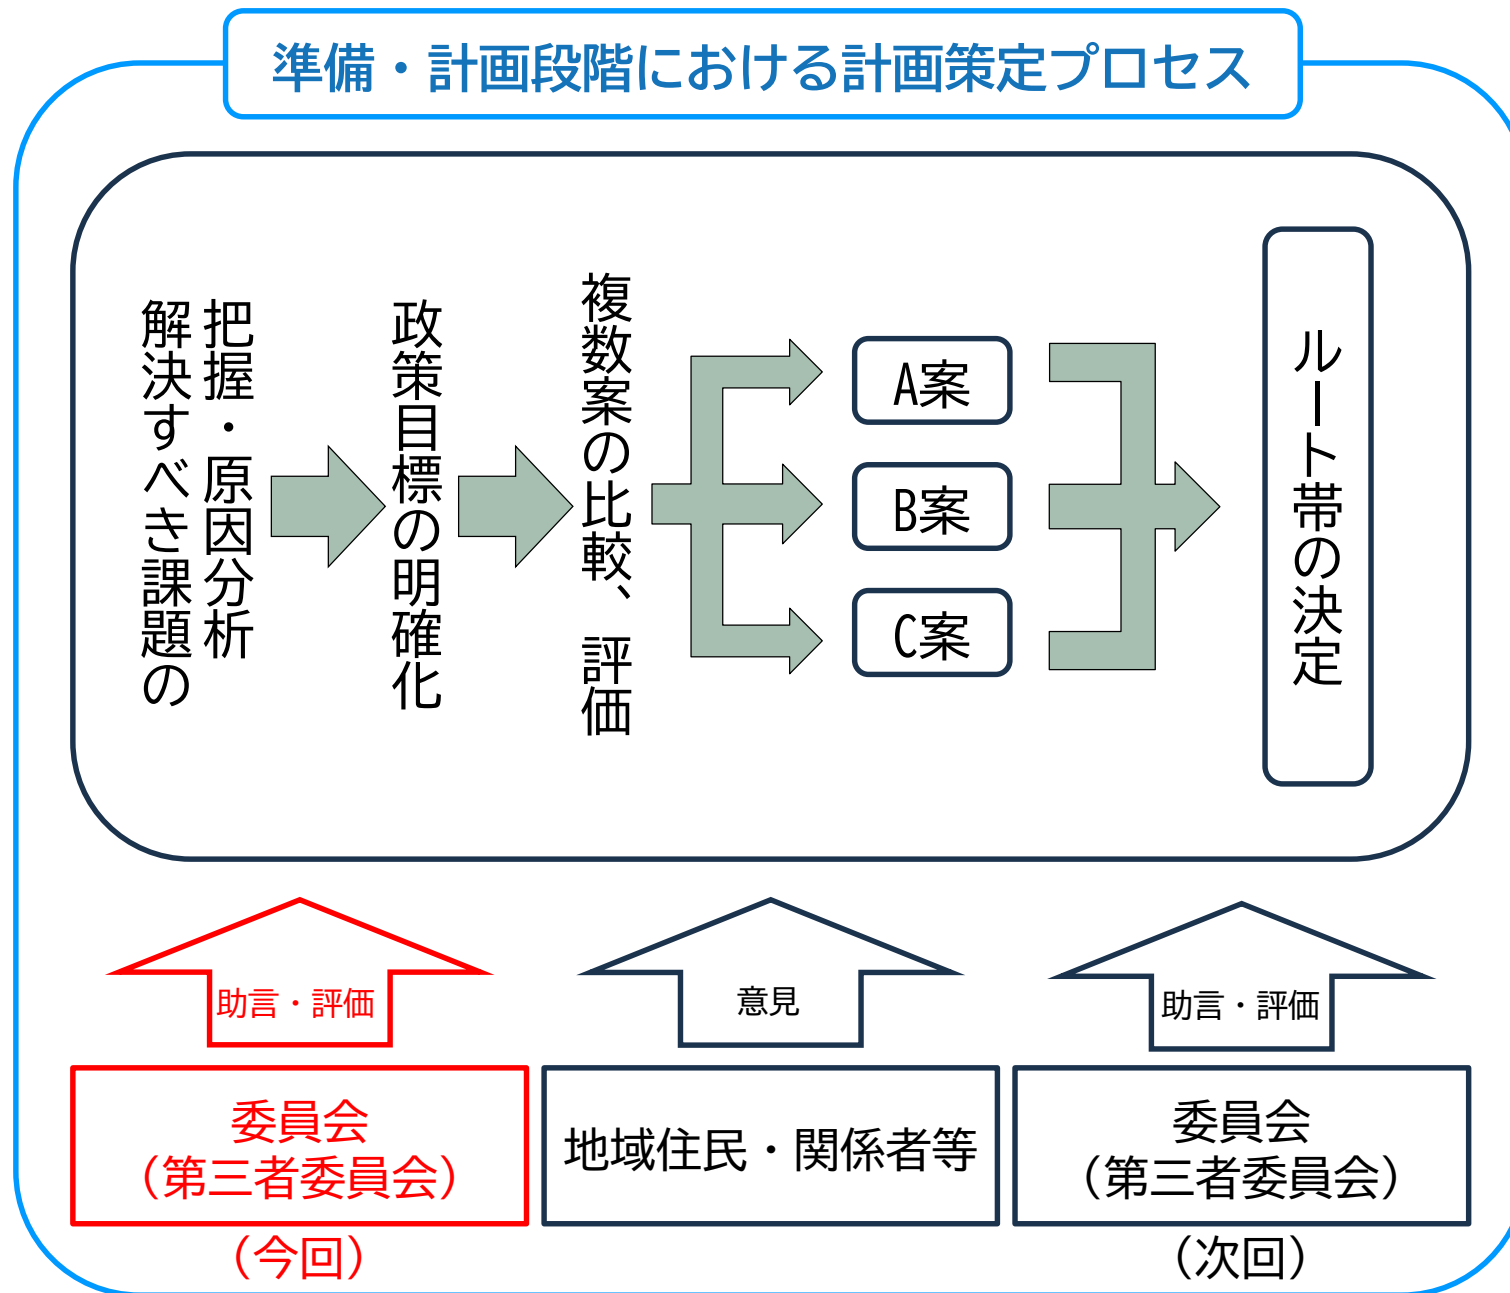 準備・計画段階における計画策定プロセス
解決すべき課題の
把握・原因分析
政策目標の明確化
複数案の比較、評価
A案
B案
C案
ルート帯の決定
助言・評価
意見
助言・評価
委員会
（第三者委員会）
（今回）
地域住民・関係者等
委員会
（第三者委員会）
（次回）